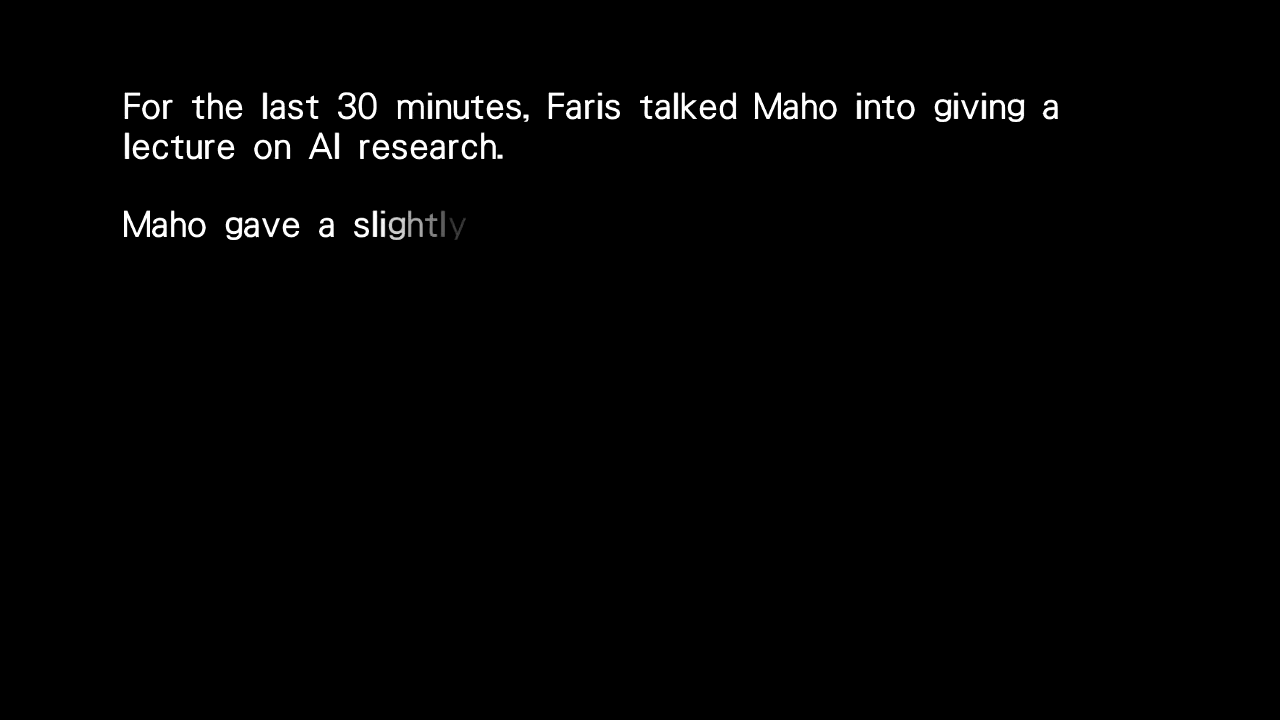 For the last 30 minutes, Faris talked Maho into giving a
lecture on AI research.
Maho gave a slightly